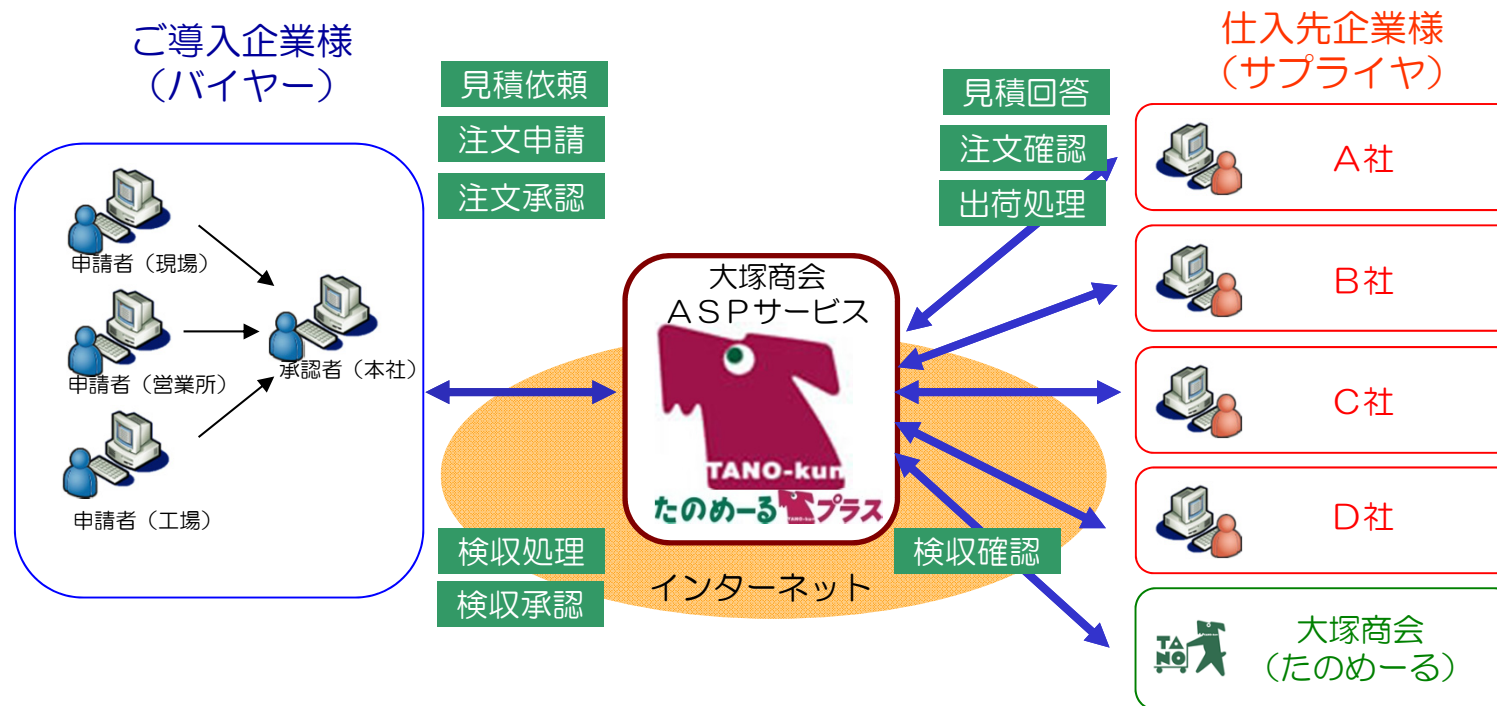 ご導入企業様
（バイヤー）
見積依頼
注文申請
注文承認
申請者（現場）
申請者（営業所）
申請者（工場）
承認者（本社）
検収処理
検収承認
大塚商会
ＡＳＰサービス
TANO-kun
たのめーる
TANO-kun
プラス
インターネット
見積回答
注文確認
出荷処理
検収確認
仕入先企業様
（サプライヤ）
Ａ社
Ｂ社
Ｃ社
Ｄ社
TA
NO
大塚商会
（たのめーる）